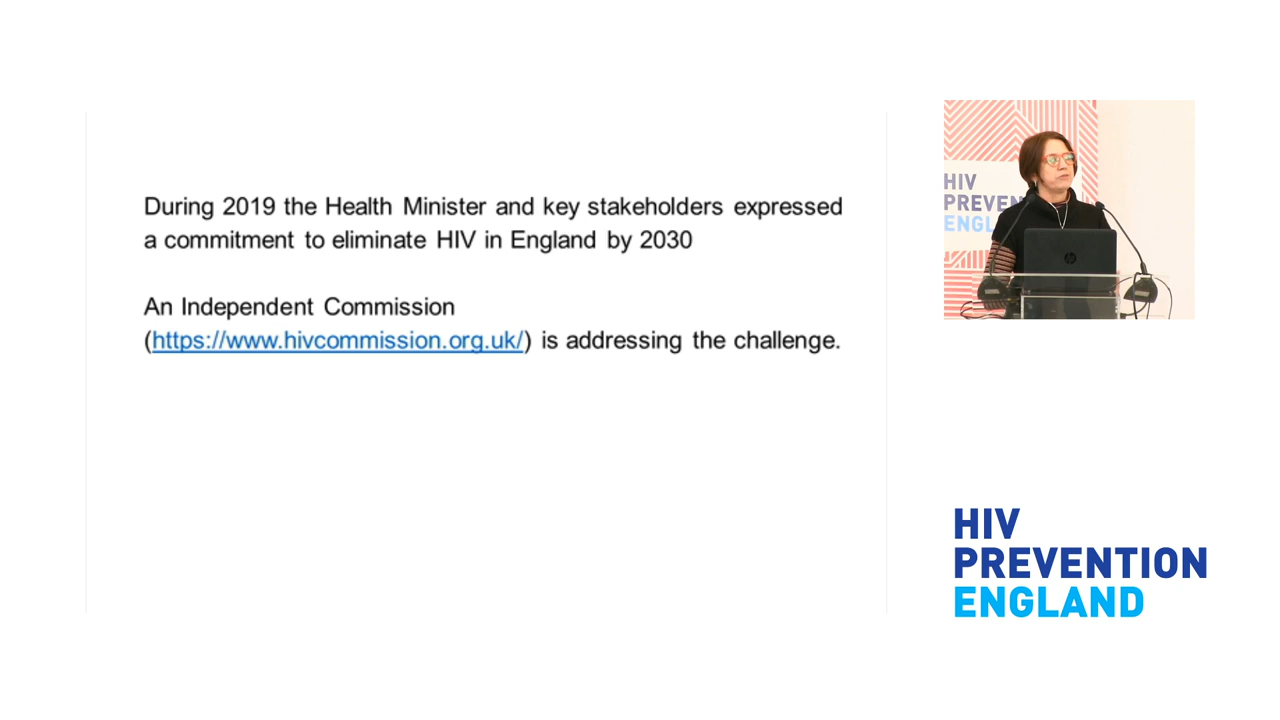 During 2019 the Health Minister and key stakeholders expressed
a commitment to eliminate HIV in England by 2030
An Independent Commission
(https://www.hivcommission.org.uk/) is addressing the challenge.
HIV
PREVEN
ENGL
hp
HIV
PREVENTION
ENGLAND